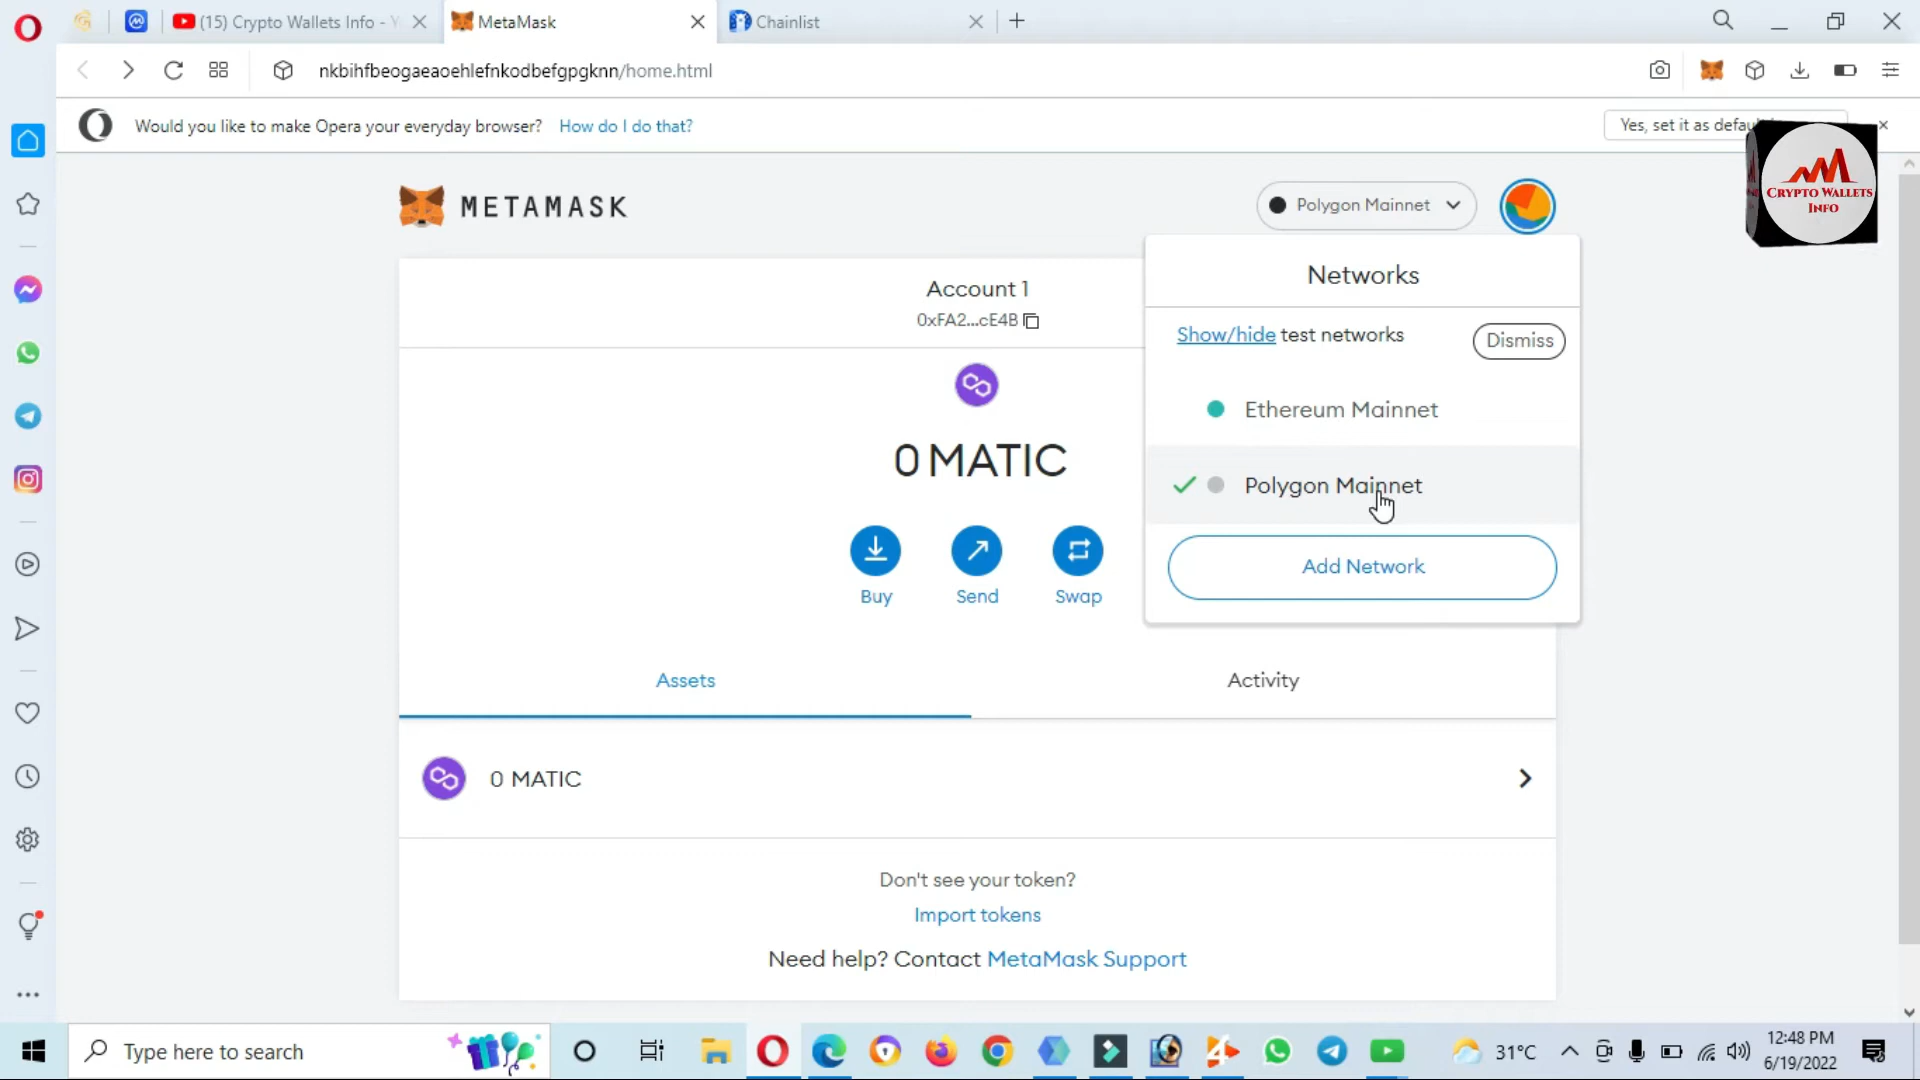 (15) Crypto Wallets Info - Y
MetaMask
Chainlist
nkbihfbeogaeaoehlefnkodbefgpgknn/home.html
Would you like to make Opera your everyday browser? How do I do that?
Yes, set it as defau
CRYPTO WALLETS
INFO
METAMASK
Polygon Mainnet
Networks
Account 1
0xFA2...cE4B
Show/hide test networks
Dismiss
Ethereum Mainnet
0 MATIC
Polygon Mainnet
Add Network
Buy
Send
Swap
Assets
Activity
0 MATIC
Don't see your token?
Import tokens
Need help? Contact MetaMask Support
Type here to search
31°C
12:48 PM
6/19/2022